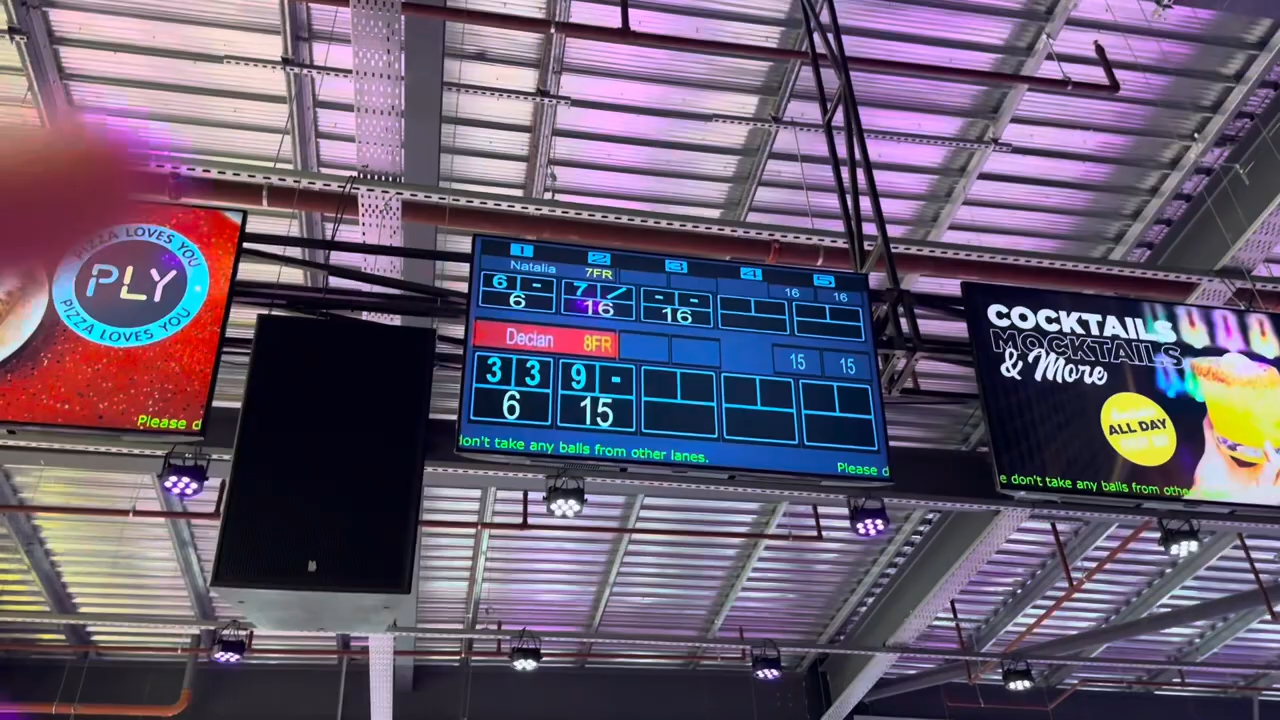 PIZZA LOVES YOU
PLY
PIZZA LOVES YOU
Please d
1 2 3 4 5
Natalia 7FR 16 16
6 - 7 / - -
6 16 16
Declan 8FR 15 15
3 3 9 -
6 15
don't take any balls from other lanes. Please d
COCKTAILS
MOCKTAILS
& More
ALL DAY
e don't take any balls from othe